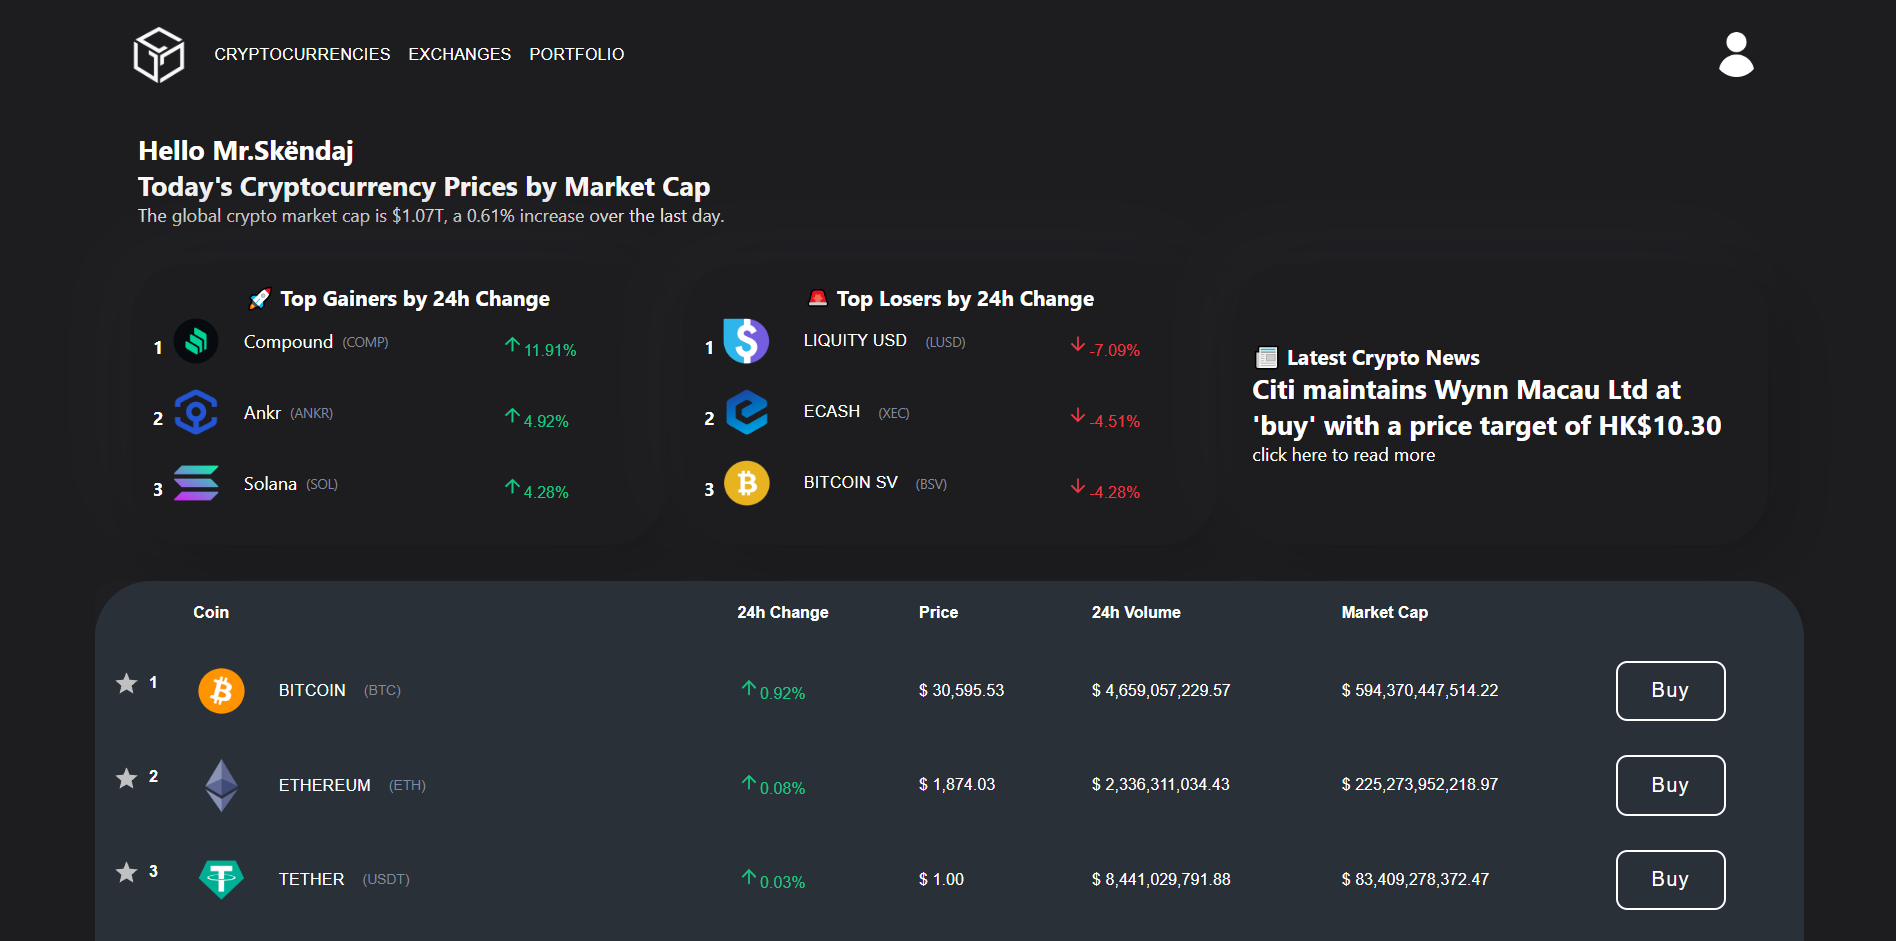 CRYPTOCURRENCIES EXCHANGES PORTFOLIO
Hello Mr.Skëndaj
Today's Cryptocurrency Prices by Market Cap
The global crypto market cap is $1.07T, a 0.61% increase over the last day.
Top Gainers by 24h Change
1 Compound (COMP) 11.91%
2 Ankr (ANKR) 4.92%
3 Solana (SOL) 4.28%
Top Losers by 24h Change
1 LIQUITY USD (LUSD) -7.09%
2 ECASH (XEC) -4.51%
3 BITCOIN SV (BSV) -4.28%
Latest Crypto News
Citi maintains Wynn Macau Ltd at
'buy' with a price target of HK$10.30
click here to read more
Coin 24h Change Price 24h Volume Market Cap
1 BITCOIN (BTC) 0.92% $ 30,595.53 $ 4,659,057,229.57 $ 594,370,447,514.22 Buy
2 ETHEREUM (ETH) 0.08% $ 1,874.03 $ 2,336,311,034.43 $ 225,273,952,218.97 Buy
3 TETHER (USDT) 0.03% $ 1.00 $ 8,441,029,791.88 $ 83,409,278,372.47 Buy